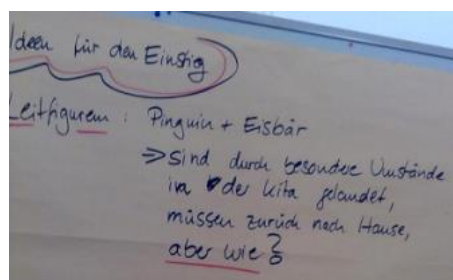 Ideen für den Einstieg
Leitfiguren: Pinguin + Eisbär
=> Sind durch besondere Umstände
in der Kita gelandet,
müssen zurück nach Hause,
aber wie?